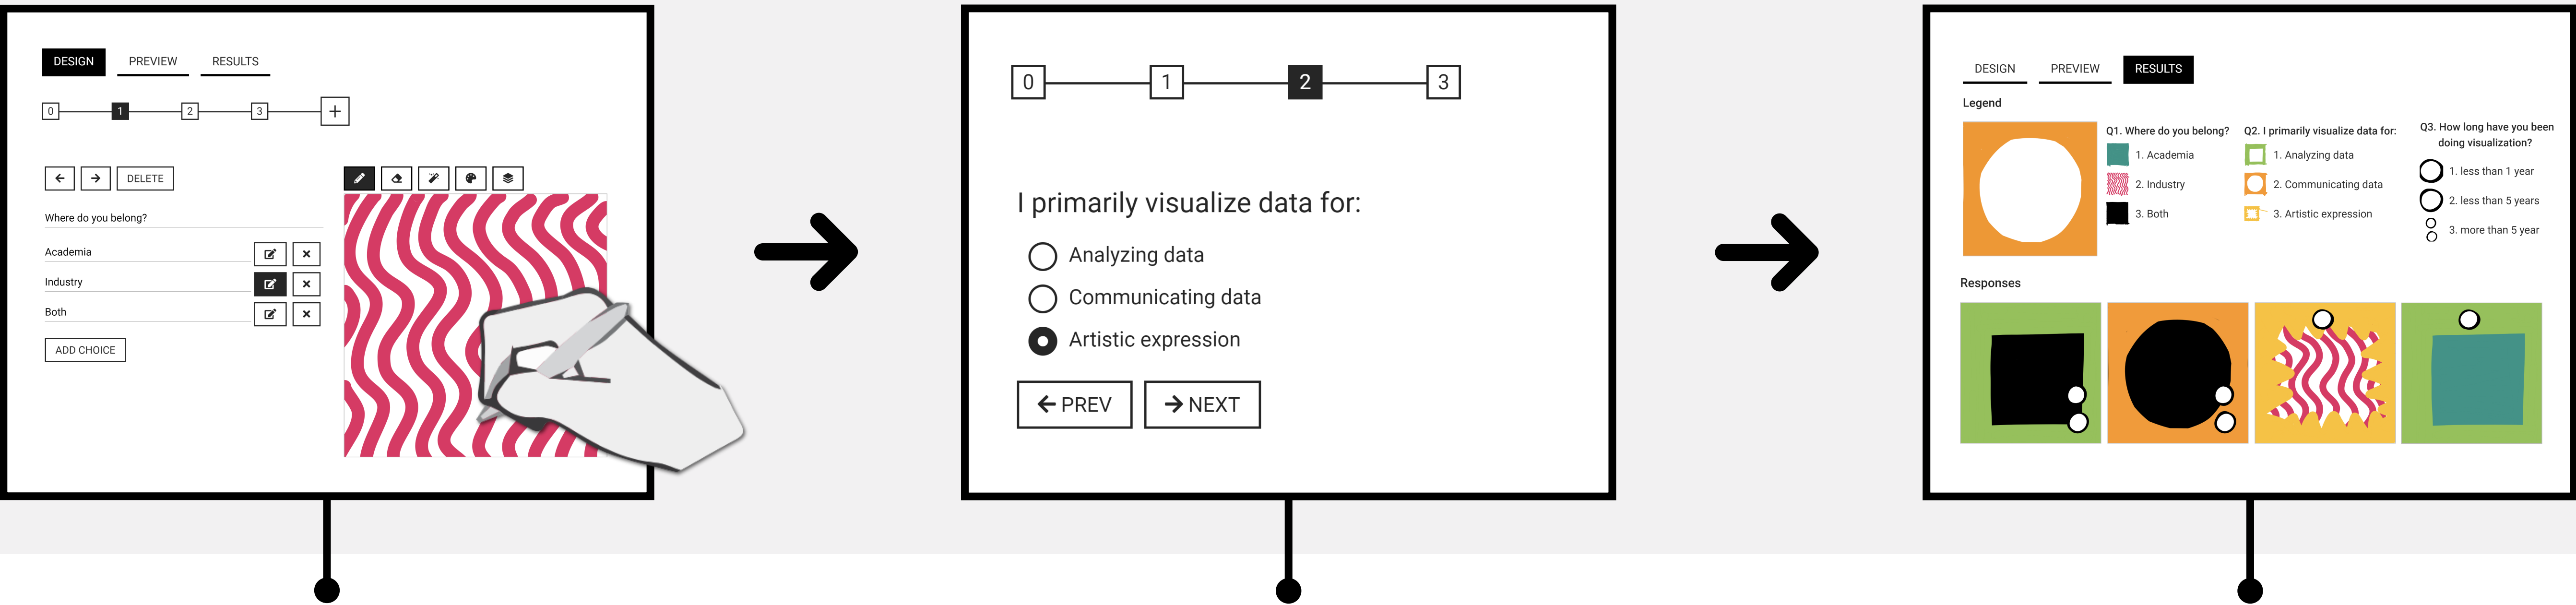 DESIGN PREVIEW RESULTS
0 1 2 3 +
DELETE
Where do you belong?
Academia
Industry
Both
ADD CHOICE
0 1 2 3
I primarily visualize data for:
Analyzing data
Communicating data
Artistic expression
PREV NEXT
DESIGN PREVIEW RESULTS
Legend
Q1. Where do you belong?
1. Academia
2. Industry
3. Both
Q2. I primarily visualize data for:
1. Analyzing data
2. Communicating data
3. Artistic expression
Q3. How long have you been
doing visualization?
1. less than 1 year
2. less than 5 years
3. more than 5 year
Responses